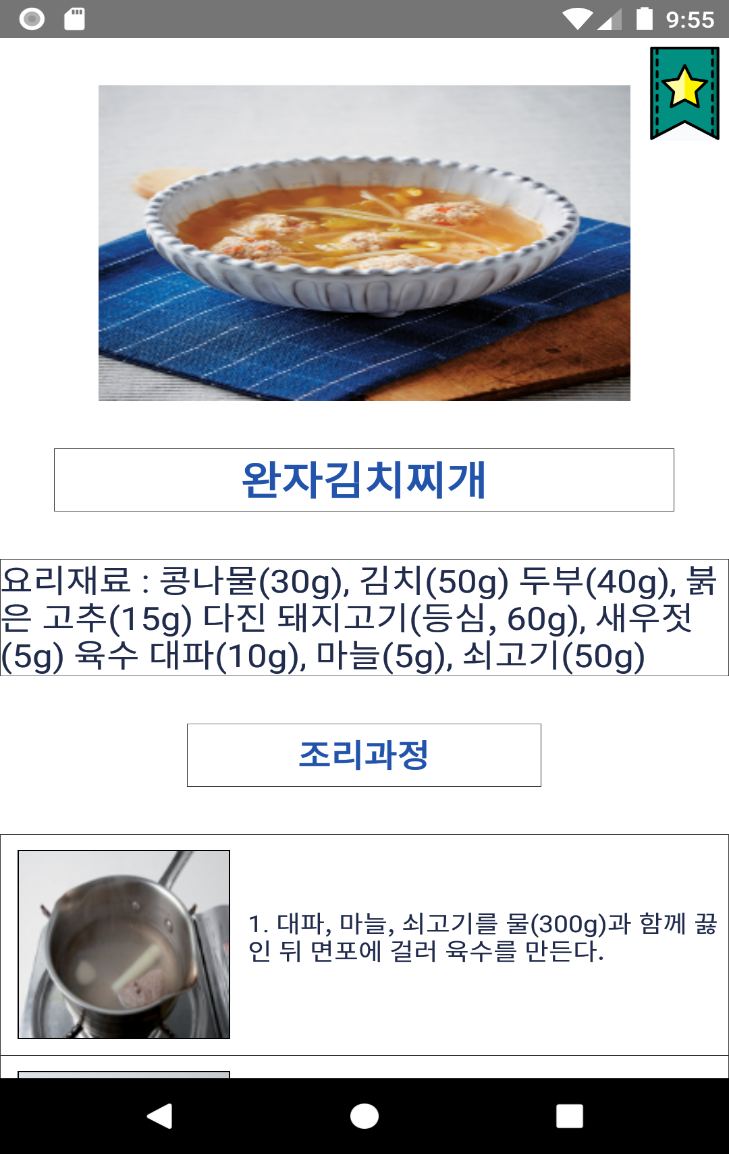 9:55
완자김치찌개
요리재료 : 콩나물(30g), 김치(50g) 두부(40g), 붉
은 고추(15g) 다진 돼지고기(등심, 60g), 새우젓
(5g) 육수 대파(10g), 마늘(5g), 쇠고기(50g)
조리과정
1. 대파, 마늘, 쇠고기를 물(300g)과 함께 끓
인 뒤 면포에 걸러 육수를 만든다.